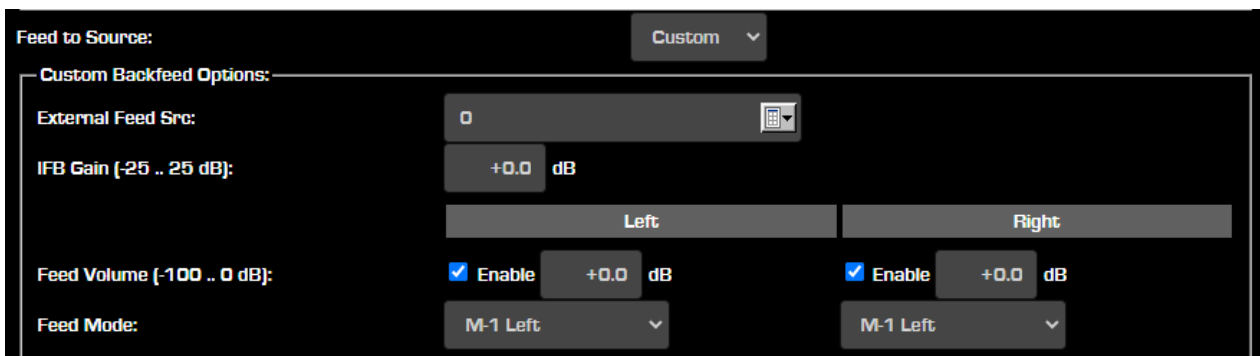 Feed to Source: Custom
Custom Backfeed Options:
External Feed Src: 0
IFB Gain (-25 .. 25 dB): +0.0 dB
Left Right
Feed Volume (-100 .. 0 dB): Enable +0.0 dB Enable +0.0 dB
Feed Mode: M-1 Left M-1 Left